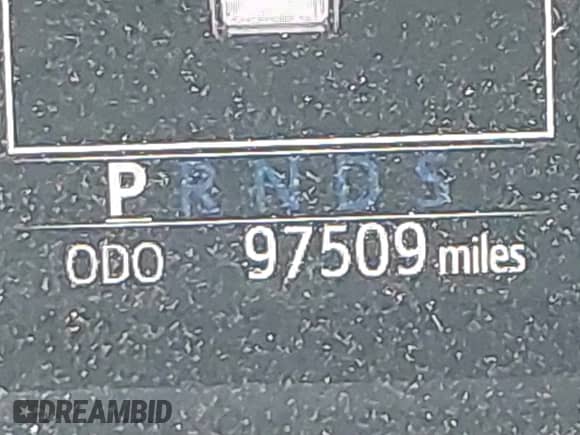 P R N D S
ODO 97509 miles
DREAMBID